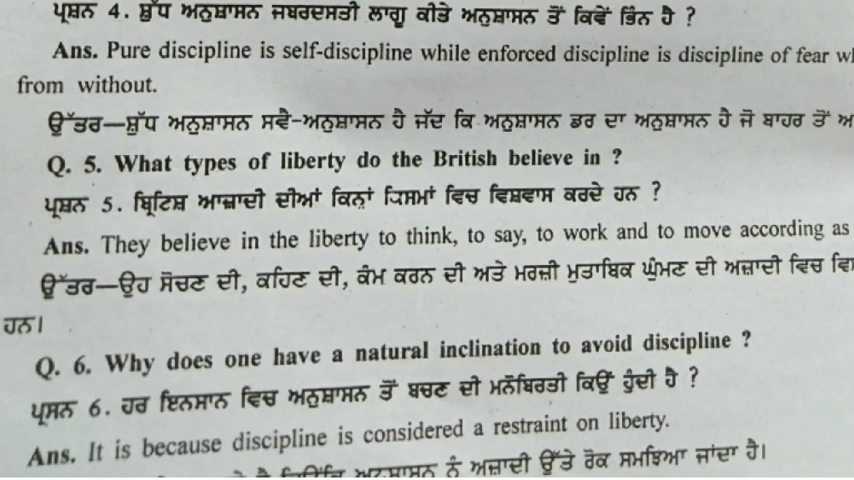 ਪ੍ਰਸ਼ਨ 4. ਸ਼ੁੱਧ ਅਨੁਸ਼ਾਸਨ ਜਬਰਦਸਤੀ ਲਾਗੂ ਕੀਤੇ ਅਨੁਸ਼ਾਸਨ ਤੋਂ ਕਿਵੇਂ ਭਿੰਨ ਹੈ ?
Ans. Pure discipline is self-discipline while enforced discipline is discipline of fear
from without.
ਉੱਤਰ—ਸ਼ੁੱਧ ਅਨੁਸ਼ਾਸਨ ਸਵੈ-ਅਨੁਸ਼ਾਸਨ ਹੈ ਜੱਦ ਕਿ ਅਨੁਸ਼ਾਸਨ ਡਰ ਦਾ ਅਨੁਸ਼ਾਸਨ ਹੈ ਜੋ ਬਾਹਰ ਤੋਂ
Q. 5. What types of liberty do the British believe in ?
ਪ੍ਰਸ਼ਨ 5. ਬ੍ਰਿਟਿਸ਼ ਆਜ਼ਾਦੀ ਦੀਆਂ ਕਿਨ੍ਹਾਂ ਕਿਸਮਾਂ ਵਿਚ ਵਿਸ਼ਵਾਸ ਕਰਦੇ ਹਨ ?
Ans. They believe in the liberty to think, to say, to work and to move according as
ਉੱਤਰ—ਉਹ ਸੋਚਣ ਦੀ, ਕਹਿਣ ਦੀ, ਕੰਮ ਕਰਨ ਦੀ ਅਤੇ ਮਰਜ਼ੀ ਮੁਤਾਬਿਕ ਘੁੰਮਣ ਦੀ ਅਜ਼ਾਦੀ ਵਿਚ
ਹਨ।
Q. 6. Why does one have a natural inclination to avoid discipline ?
ਪ੍ਰਸਨ 6. ਹਰ ਇਨਸਾਨ ਵਿਚ ਅਨੁਸ਼ਾਸਨ ਤੋਂ ਬਚਣ ਦੀ ਮਨੋਬਿਰਤੀ ਕਿਉਂ ਹੁੰਦੀ ਹੈ ?
Ans. It is because discipline is considered a restraint on liberty.
ਅਨੁਸ਼ਾਸਨ ਨੂੰ ਅਜ਼ਾਦੀ ਉੱਤੇ ਰੋਕ ਸਮਝਿਆ ਜਾਂਦਾ ਹੈ।